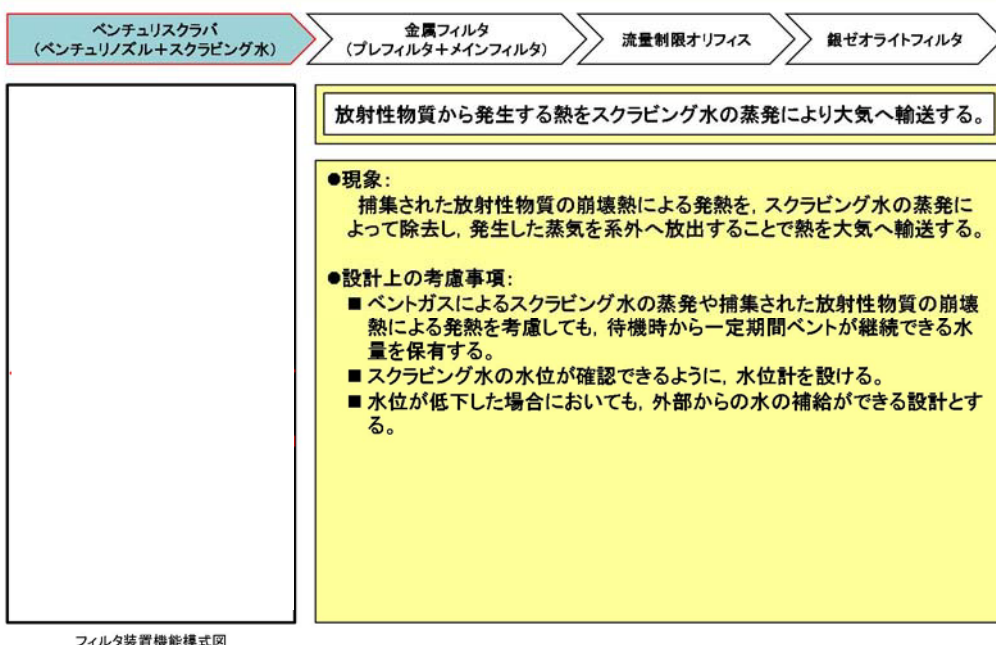 ベンチュリスクラバ
（ベンチュリノズル＋スクラビング水）
金属フィルタ
（プレフィルタ＋メインフィルタ）
流量制限オリフィス
銀ゼオライトフィルタ
放射性物質から発生する熱をスクラビング水の蒸発により大気へ輸送する。
●現象：
捕集された放射性物質の崩壊熱による発熱を，スクラビング水の蒸発に
よって除去し，発生した蒸気を系外へ放出することで熱を大気へ輸送する。
●設計上の考慮事項：
■ ベントガスによるスクラビング水の蒸発や捕集された放射性物質の崩壊
熱による発熱を考慮しても，待機時から一定期間ベントが継続できる水
量を保有する。
■ スクラビング水の水位が確認できるように，水位計を設ける。
■ 水位が低下した場合においても，外部からの水の補給ができる設計とす
る。
フィルタ装置機能模式図